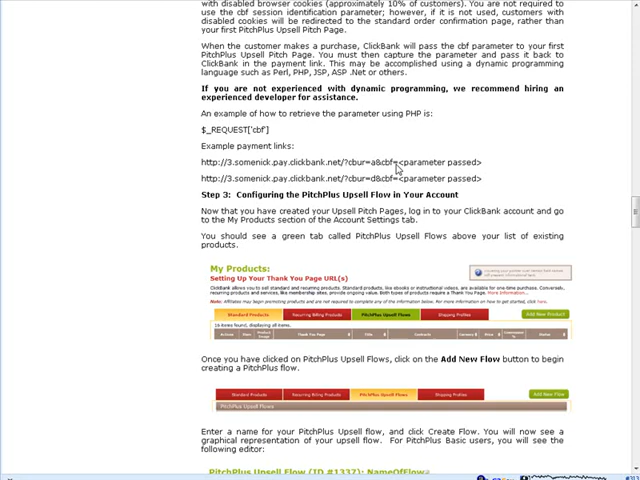 with disabled browser cookies (approximately 10% of customers). You are not required to
use the cbf session identification parameter; however, if it is not used, customers with
disabled cookies will be redirected to the standard order confirmation page, rather than
your first PitchPlus Upsell Pitch Page.
When the customer makes a purchase, ClickBank will pass the cbf parameter to your first
PitchPlus Upsell Pitch Page. You must then capture the parameter and pass it back to
ClickBank in the payment link. This may be accomplished using a dynamic programming
language such as Perl, PHP, JSP, ASP .Net or others.
If you are not experienced with dynamic programming, we recommend hiring an
experienced developer for assistance.
An example of how to retrieve the parameter using PHP is:
$_REQUEST['cbf']
Example payment links:
http://3.somenick.pay.clickbank.net/?cbur=a&cbf=<parameter passed>
http://3.somenick.pay.clickbank.net/?cbur=d&cbf=<parameter passed>
Step 3: Configuring the PitchPlus Upsell Flow in Your Account
Now that you have created your Upsell Pitch Pages, log in to your ClickBank account and go
to the My Products section of the Account Settings tab.
You should see a green tab called PitchPlus Upsell Flows above your list of existing
products.
My Products:
Setting Up Your Thank You Page URL(s)
ClickBank allows you to sell standard and recurring products. Standard products, like ebooks or instructional videos, are available for one-time purchase. Conversely,
recurring products and services, like membership sites, provide ongoing value. Both types of products require a Thank You Page. More Information...
Note: Affiliates may begin promoting products and are not required to complete any of the information below. For more information on how to get started, click here.
Standard Products Recurring Billing Products PitchPlus Upsell Flows Shipping Profiles Add New Product
16 items found, displaying all items.
Actions Item Thank You Page Title Contracts Currency Status
Once you have clicked on PitchPlus Upsell Flows, click on the Add New Flow button to begin
creating a PitchPlus flow.
Standard Products Recurring Billing Products PitchPlus Upsell Flows Shipping Profiles Add New Flow
PitchPlus Upsell Flows
Enter a name for your PitchPlus Upsell flow, and click Create Flow. You will now see a
graphical representation of your upsell flow. For PitchPlus Basic users, you will see the
following editor:
PitchPlus Upsell Flow (ID #1337): NameOfFlow